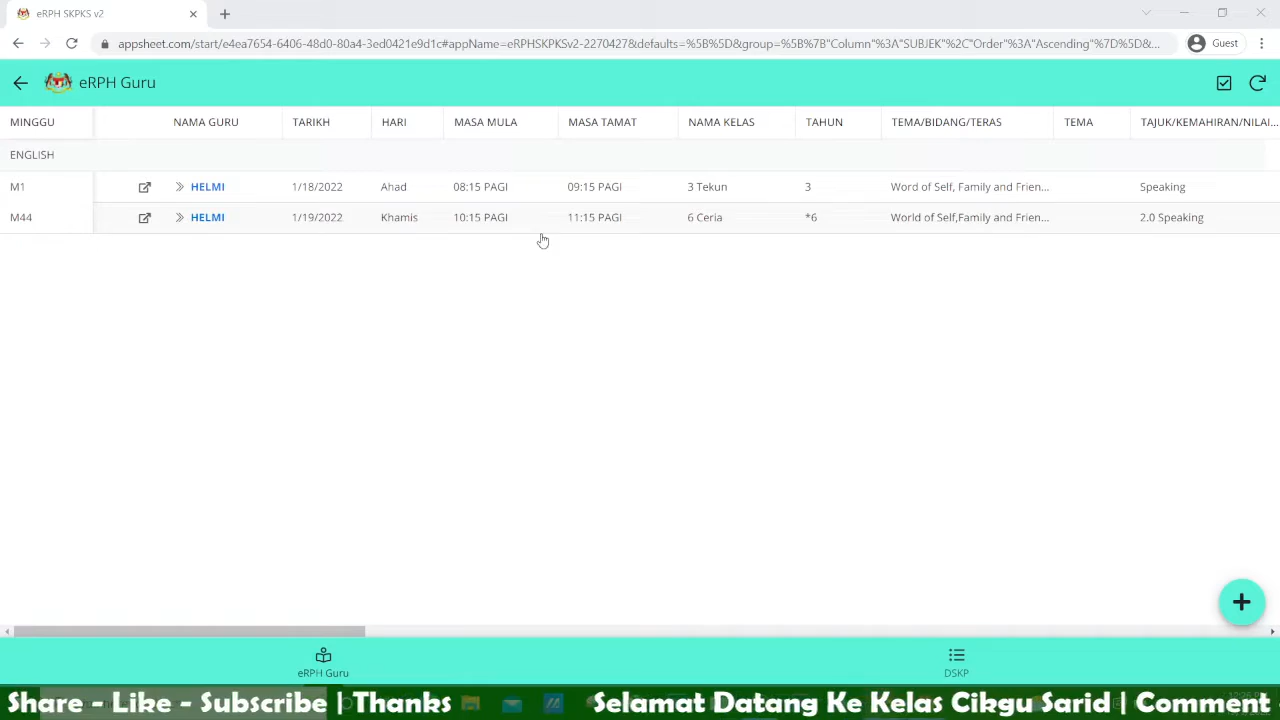 eRPH SKPKS v2
appsheet.com/start/e4ea7654-6406-48d0-80a4-3ed0421e9d1c#appName=eRPHSKPKSv2-2270427&defaults=%5B%5D&group=%5B%7B"Column"%3A"SUBJEK"%2C"Order"%3A"Ascending"%7D%5D&...
Guest
eRPH Guru
MINGGU NAMA GURU TARIKH HARI MASA MULA MASA TAMAT NAMA KELAS TAHUN TEMA/BIDANG/TERAS TEMA TAJUK/KEMAHIRAN/NILAI...
ENGLISH
M1 HELMI 1/18/2022 Ahad 08:15 PAGI 09:15 PAGI 3 Tekun 3 Word of Self, Family and Frien... Speaking
M44 HELMI 1/19/2022 Khamis 10:15 PAGI 11:15 PAGI 6 Ceria *6 World of Self,Family and Frien... 2.0 Speaking
eRPH Guru
DSKP
Share - Like - Subscribe | Thanks
Selamat Datang Ke Kelas Cikgu Sarid | Comment